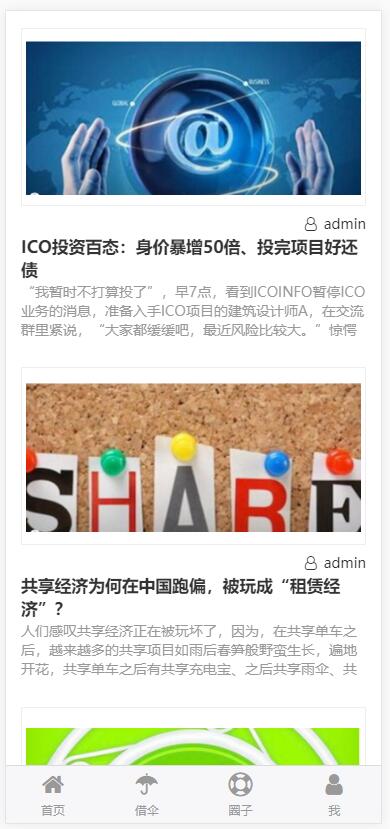 GLOBAL
BUSINESS
@
admin
ICO投资百态：身价暴增50倍、投完项目好还
债
“我暂时不打算投了”，早7点，看到ICOINFO暂停ICO
业务的消息，准备入手ICO项目的建筑设计师A，在交流
群里紧说，“大家都缓缓吧，最近风险比较大。”惊愕
SHARE
admin
共享经济为何在中国跑偏，被玩成“租赁经
济”？
人们感叹共享经济正在被玩坏了，因为，在共享单车之
后，越来越多的共享项目如雨后春笋般野蛮生长，遍地
开花，共享单车之后有共享充电宝、之后共享雨伞、共
首页
借伞
圈子
我